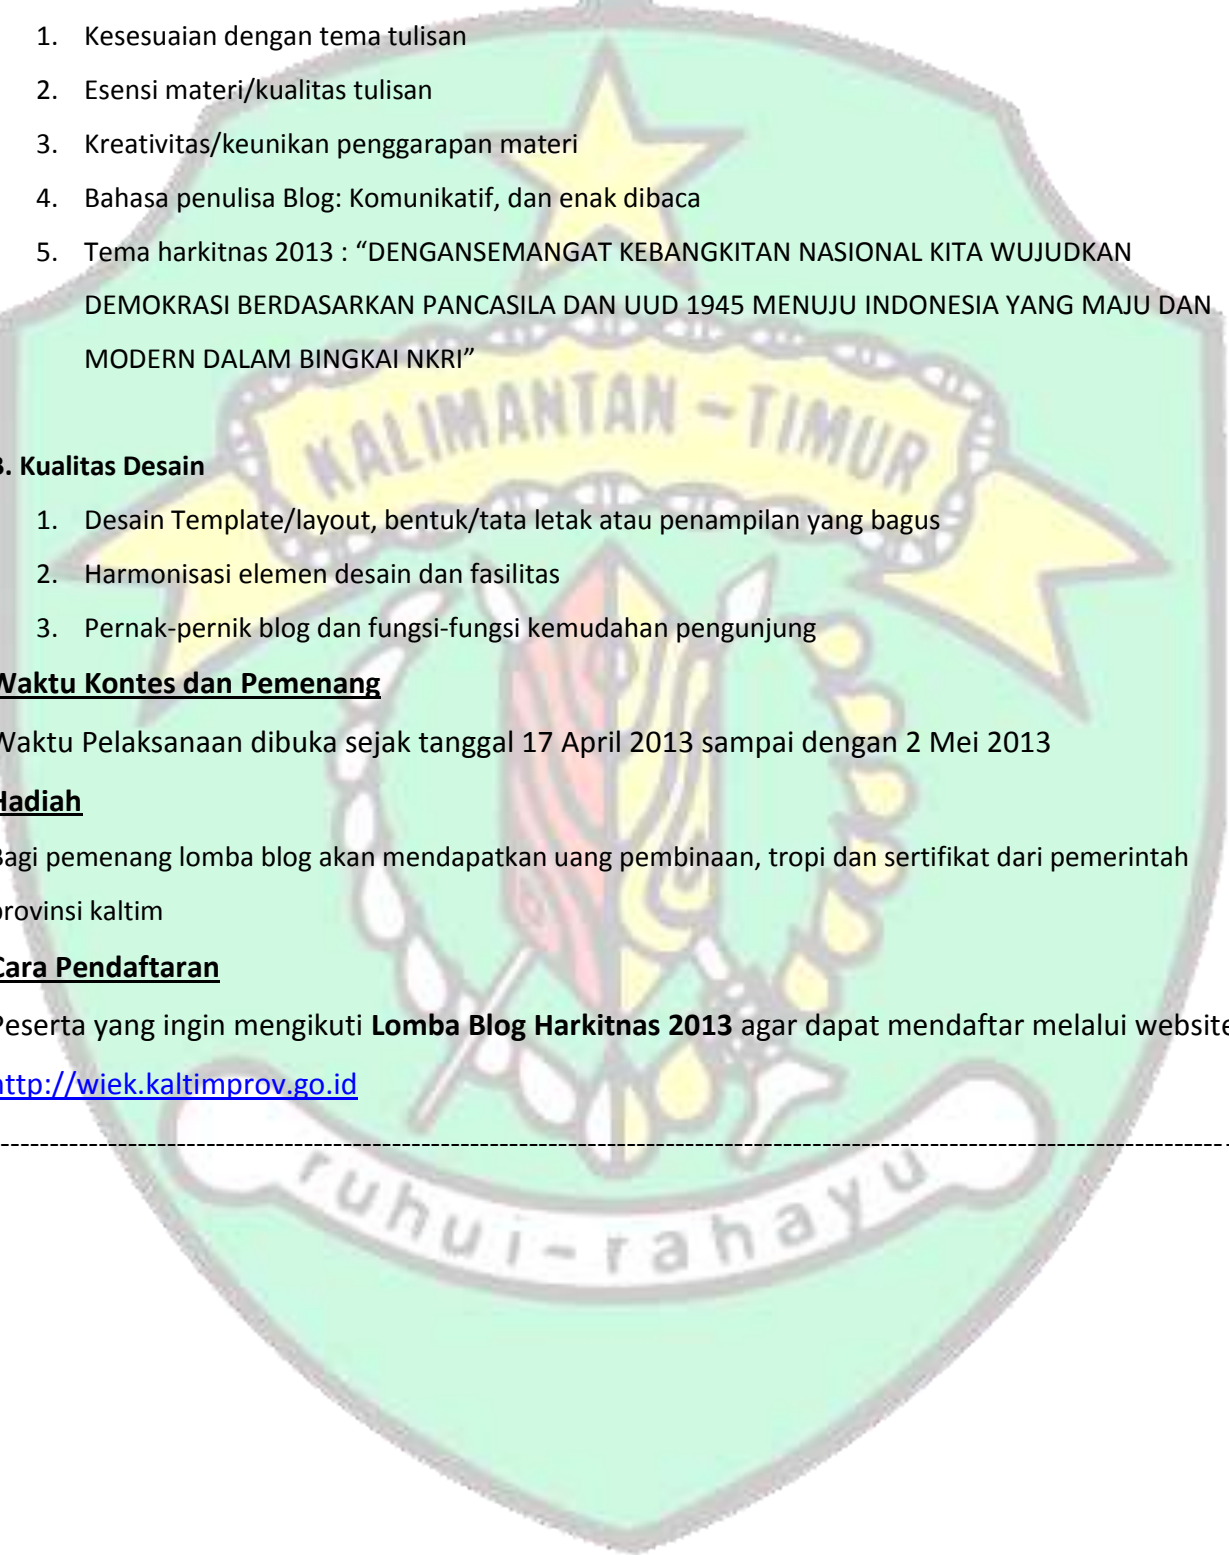 1. Kesesuaian dengan tema tulisan
2. Esensi materi/kualitas tulisan
3. Kreativitas/keunikan penggarapan materi
4. Bahasa penulisa Blog: Komunikatif, dan enak dibaca
5. Tema harkitnas 2013 : “DENGANSEMANGAT KEBANGKITAN NASIONAL KITA WUJUDKAN
DEMOKRASI BERDASARKAN PANCASILA DAN UUD 1945 MENUJU INDONESIA YANG MAJU DAN
MODERN DALAM BINGKAI NKRI”
KALIMANTAN – TIMUR
B. Kualitas Desain
1. Desain Template/layout, bentuk/tata letak atau penampilan yang bagus
2. Harmonisasi elemen desain dan fasilitas
3. Pernak-pernik blog dan fungsi-fungsi kemudahan pengunjung
Waktu Kontes dan Pemenang
Waktu Pelaksanaan dibuka sejak tanggal 17 April 2013 sampai dengan 2 Mei 2013
Hadiah
Bagi pemenang lomba blog akan mendapatkan uang pembinaan, tropi dan sertifikat dari pemerintah
provinsi kaltim
Cara Pendaftaran
Peserta yang ingin mengikuti Lomba Blog Harkitnas 2013 agar dapat mendaftar melalui website
http://wiek.kaltimprov.go.id
ruhui-rahayu